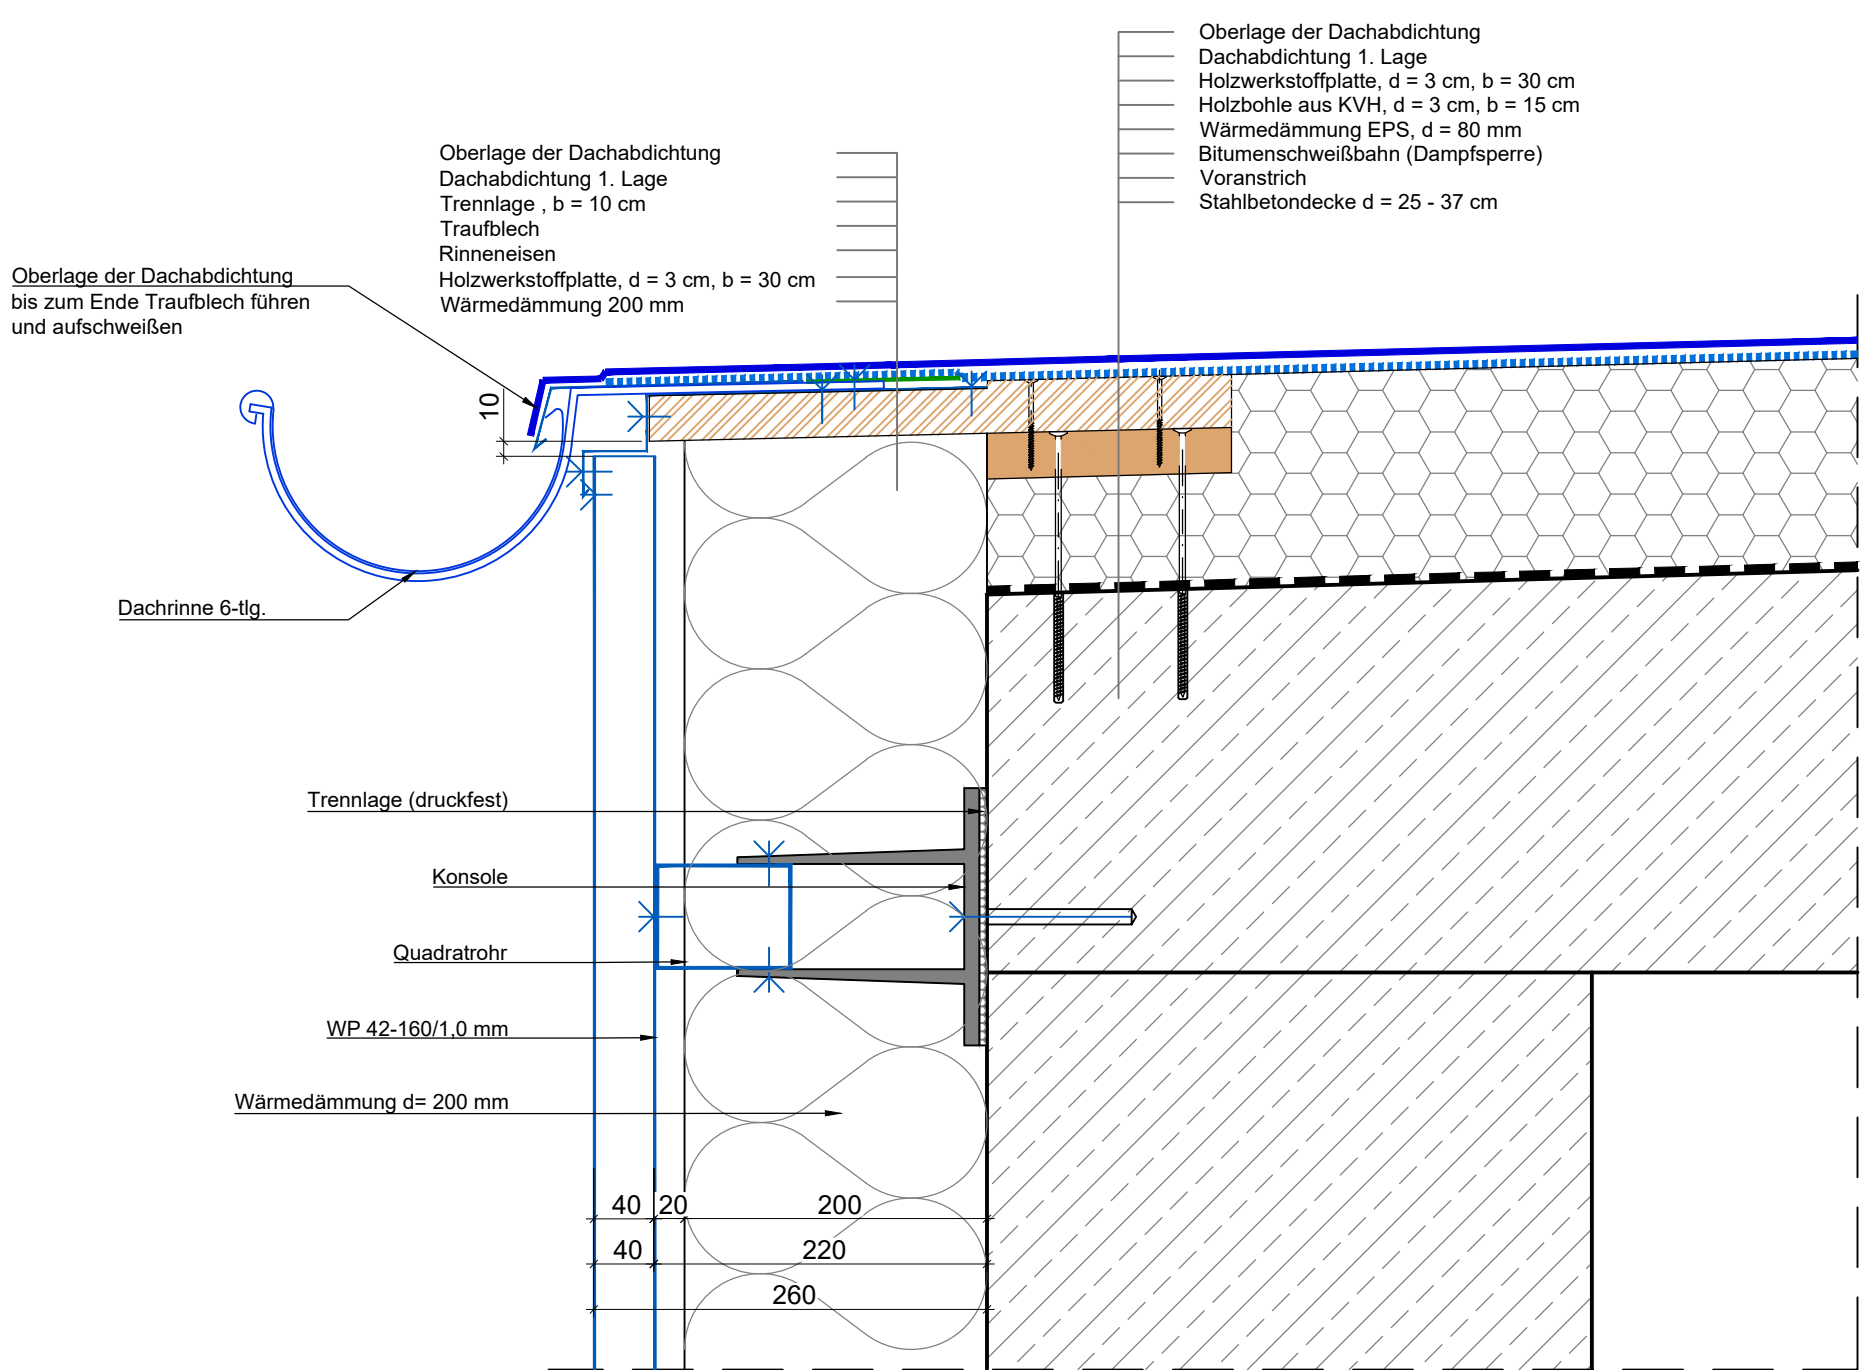 Oberlage der Dachabdichtung
Dachabdichtung 1. Lage
Holzwerkstoffplatte, d = 3 cm, b = 30 cm
Holzbohle aus KVH, d = 3 cm, b = 15 cm
Wärmedämmung EPS, d = 80 mm
Bitumenschweißbahn (Dampfsperre)
Voranstrich
Stahlbetondecke d = 25 - 37 cm
Oberlage der Dachabdichtung
Dachabdichtung 1. Lage
Trennlage , b = 10 cm
Traufblech
Rinneneisen
Holzwerkstoffplatte, d = 3 cm, b = 30 cm
Wärmedämmung 200 mm
Oberlage der Dachabdichtung
bis zum Ende Traufblech führen
und aufschweißen
10
Dachrinne 6-tlg.
Trennlage (druckfest)
Konsole
Quadratrohr
WP 42-160/1,0 mm
Wärmedämmung d= 200 mm
40 20 200
40 220
260